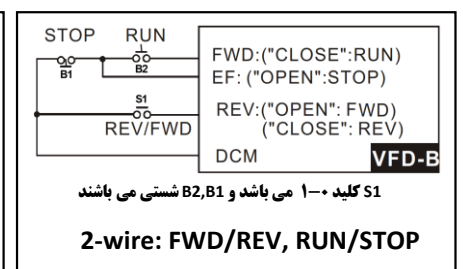 STOP RUN
B1 B2
FWD:("CLOSE":RUN)
EF: ("OPEN":STOP)
S1
REV/FWD
REV:("OPEN": FWD)
("CLOSE": REV)
DCM
VFD-B
S1 کلید ۰-۱ می باشد و B2,B1 شستی می باشند
2-wire: FWD/REV, RUN/STOP